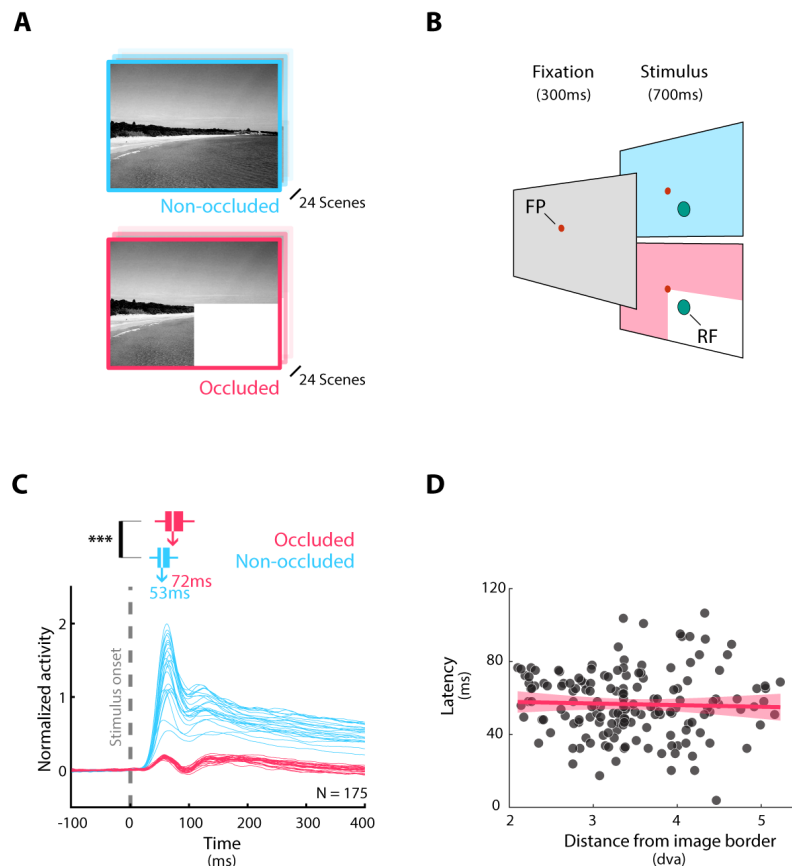 A
Non-occluded
24 Scenes
Occluded
24 Scenes
B
Fixation
(300ms)
Stimulus
(700ms)
FP
RF
C
***
Occluded
Non-occluded
72ms
53ms
Stimulus onset
Normalized activity
2
1
0
N = 175
-100
0
100
200
300
400
Time
(ms)
D
Latency
(ms)
120
80
40
0
2
3
4
5
Distance from image border
(dva)